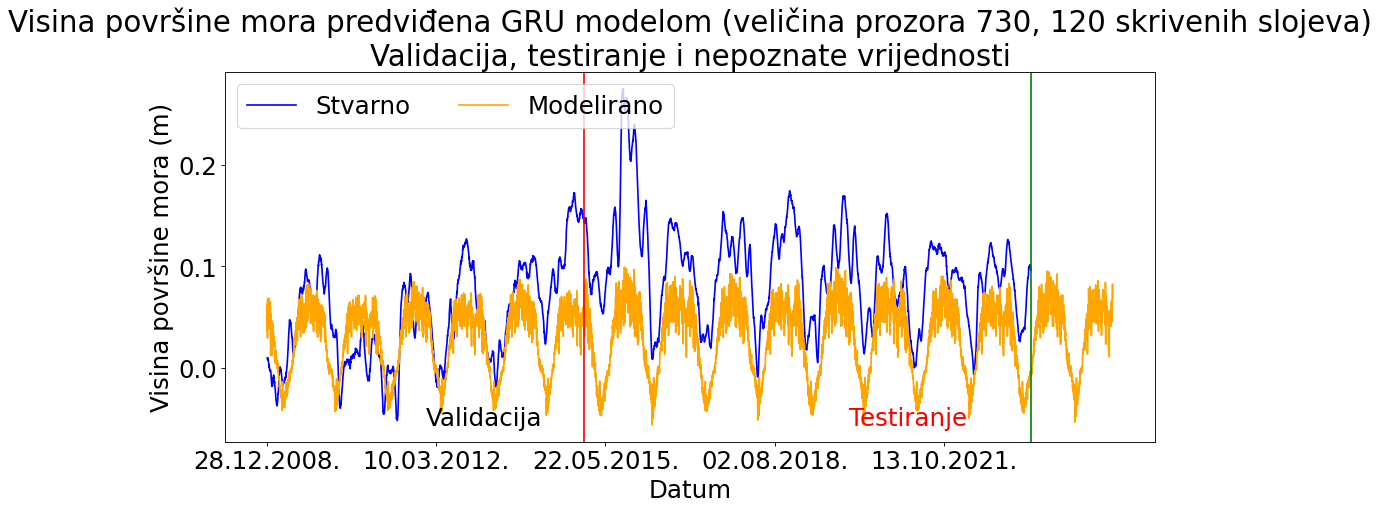 Visina površine mora predviđena GRU modelom (veličina prozora 730, 120 skrivenih slojeva)
Validacija, testiranje i nepoznate vrijednosti
Stvarno
Modelirano
Visina površine mora (m)
0.2
0.1
0.0
Validacija
Testiranje
28.12.2008.
10.03.2012.
22.05.2015.
02.08.2018.
13.10.2021.
Datum